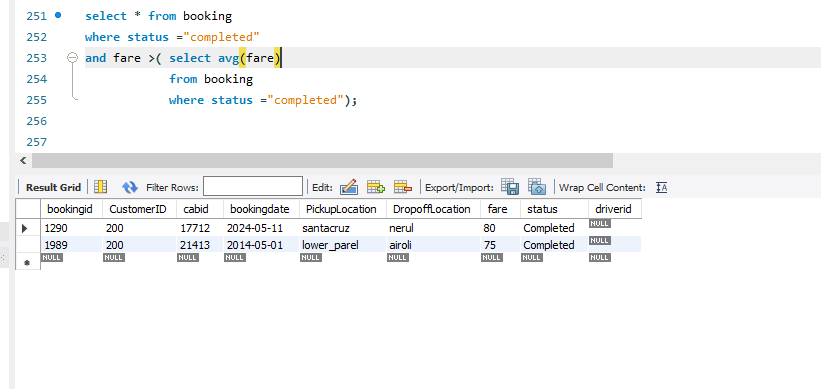 251 select * from booking
252 where status ="completed"
253 and fare >( select avg(fare)
254 from booking
255 where status ="completed");
256
257
Result Grid Filter Rows: Edit: Export/Import: Wrap Cell Content: IA
bookingid CustomerID cabid bookingdate PickupLocation DropoffLocation fare status driverid
1290 200 17712 2024-05-11 santacruz nerul 80 Completed NULL
1989 200 21413 2014-05-01 lower_parel airoli 75 Completed NULL
NULL NULL NULL NULL NULL NULL NULL NULL NULL